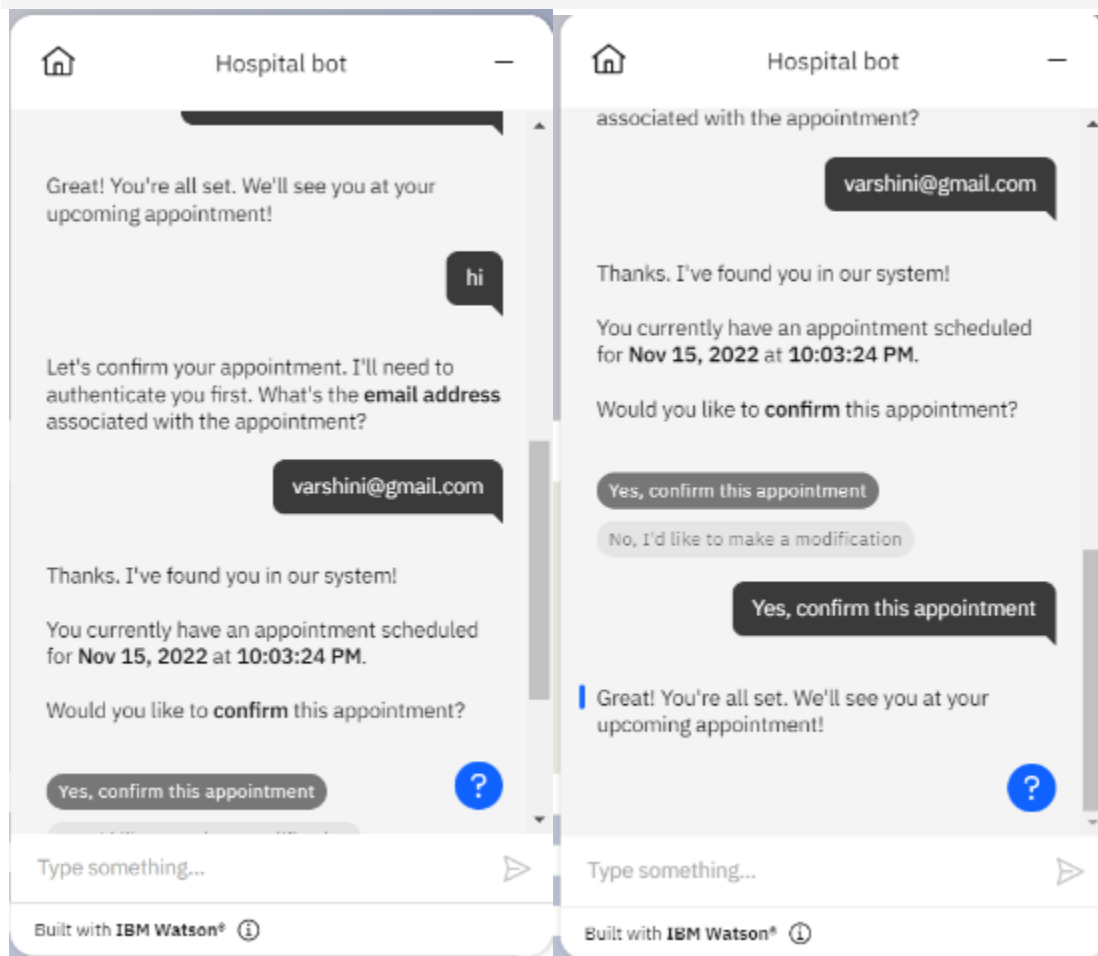 Hospital bot
Great! You're all set. We'll see you at your
upcoming appointment!
hi
Let's confirm your appointment. I'll need to
authenticate you first. What's the email address
associated with the appointment?
varshini@gmail.com
Thanks. I've found you in our system!
You currently have an appointment scheduled
for Nov 15, 2022 at 10:03:24 PM.
Would you like to confirm this appointment?
Yes, confirm this appointment
?
Type something...
Built with IBM Watson®
Hospital bot
associated with the appointment?
varshini@gmail.com
Thanks. I've found you in our system!
You currently have an appointment scheduled
for Nov 15, 2022 at 10:03:24 PM.
Would you like to confirm this appointment?
Yes, confirm this appointment
No, I'd like to make a modification
Yes, confirm this appointment
Great! You're all set. We'll see you at your
upcoming appointment!
?
Type something...
Built with IBM Watson®